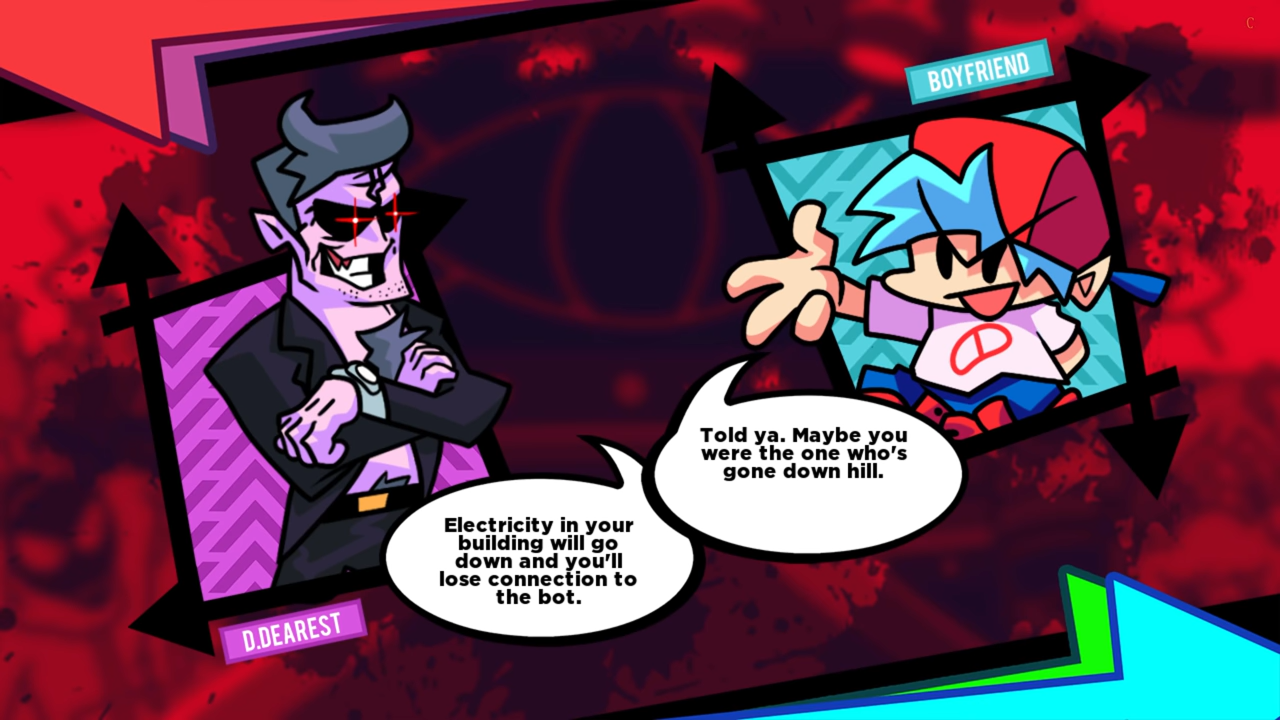 C
BOYFRIEND
Told ya. Maybe you
were the one who's
gone down hill.
Electricity in your
building will go
down and you'll
lose connection to
the bot.
D.DEAREST